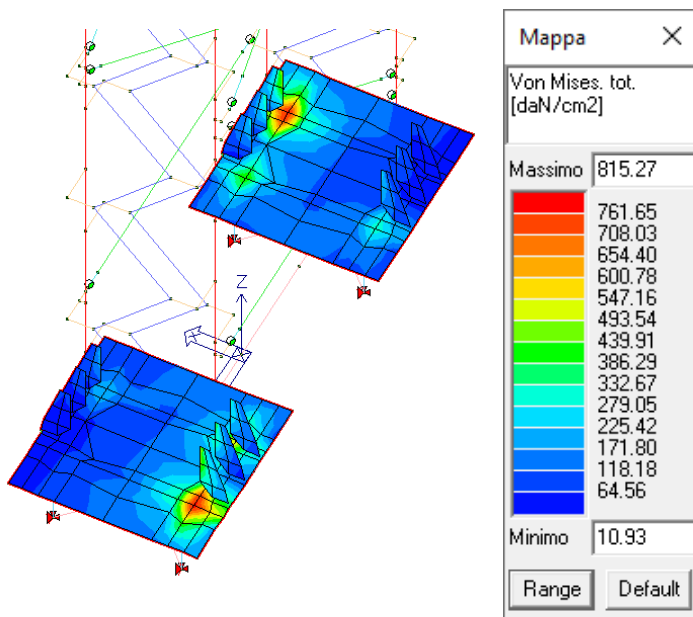 Mappa
Von Mises. tot.
[daN/cm2]
Massimo 815.27
761.65
708.03
654.40
600.78
547.16
493.54
439.91
386.29
332.67
279.05
225.42
171.80
118.18
64.56
Minimo 10.93
Range Default
Z